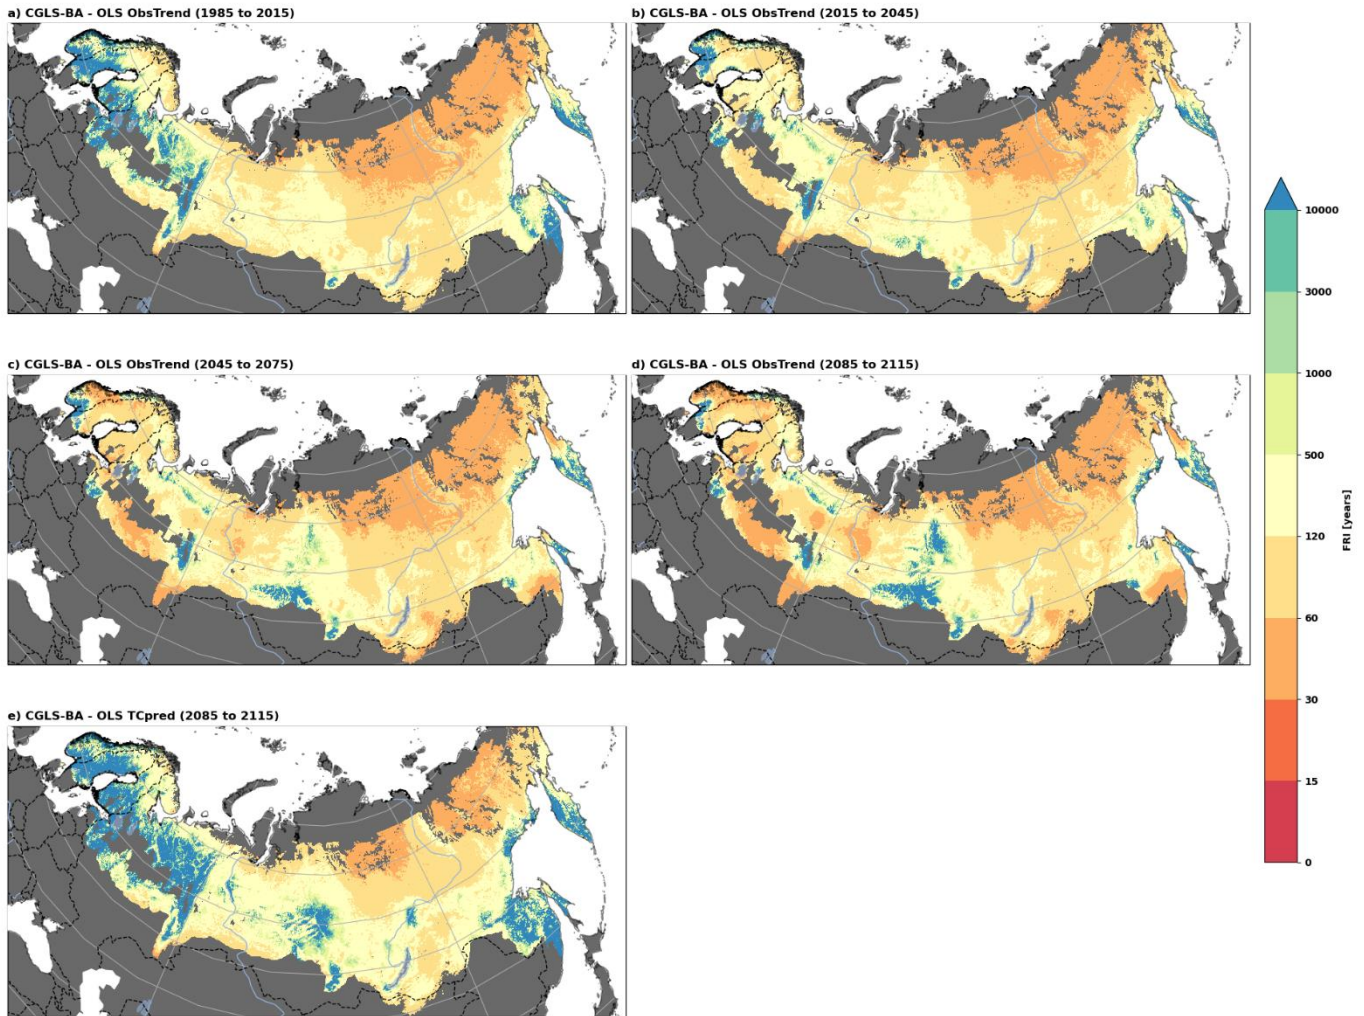 a) CGLS-BA - OLS ObsTrend (1985 to 2015)
b) CGLS-BA - OLS ObsTrend (2015 to 2045)
c) CGLS-BA - OLS ObsTrend (2045 to 2075)
d) CGLS-BA - OLS ObsTrend (2085 to 2115)
e) CGLS-BA - OLS TCpred (2085 to 2115)
10000
3000
1000
500
120
60
30
15
0
FRI [years]